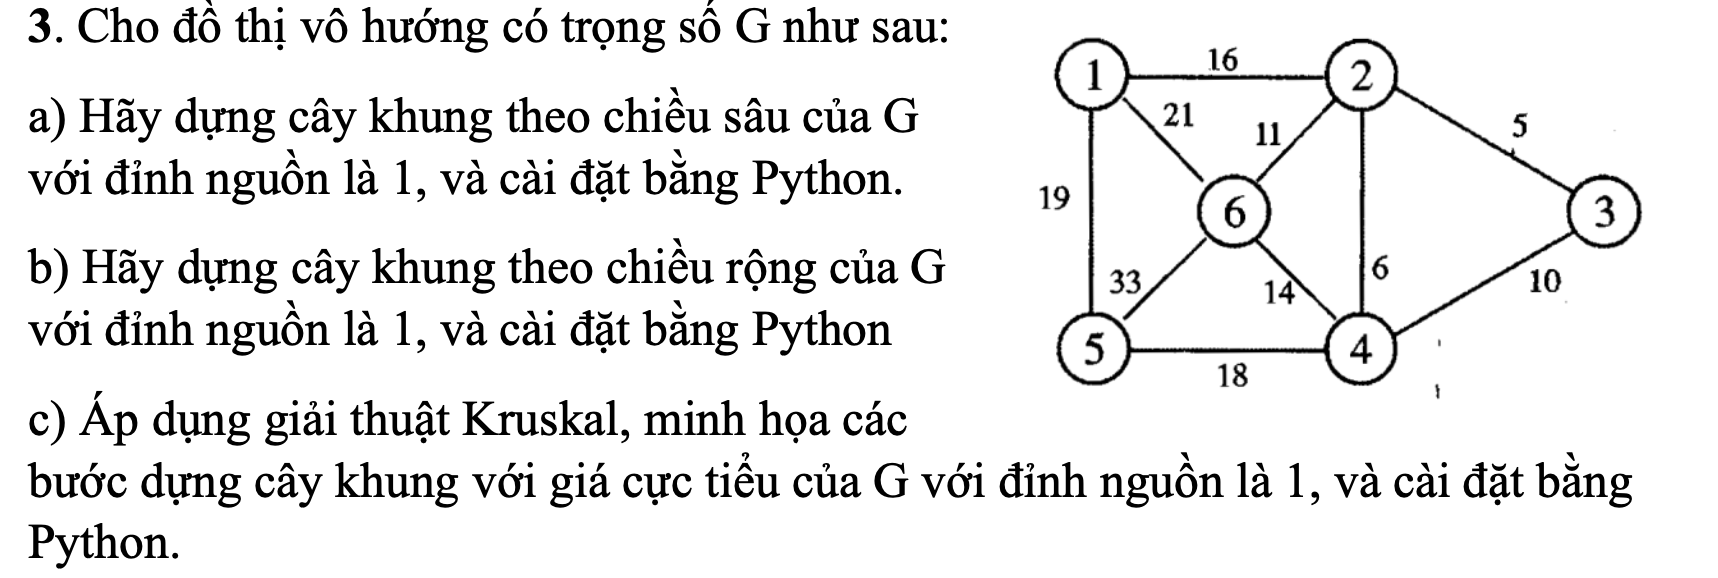 3. Cho đồ thị vô hướng có trọng số G như sau:
a) Hãy dựng cây khung theo chiều sâu của G
với đỉnh nguồn là 1, và cài đặt bằng Python.
b) Hãy dựng cây khung theo chiều rộng của G
với đỉnh nguồn là 1, và cài đặt bằng Python
c) Áp dụng giải thuật Kruskal, minh họa các
bước dựng cây khung với giá cực tiểu của G với đỉnh nguồn là 1, và cài đặt bằng
Python.
1
16
2
21
11
5
19
6
3
33
14
6
10
5
18
4